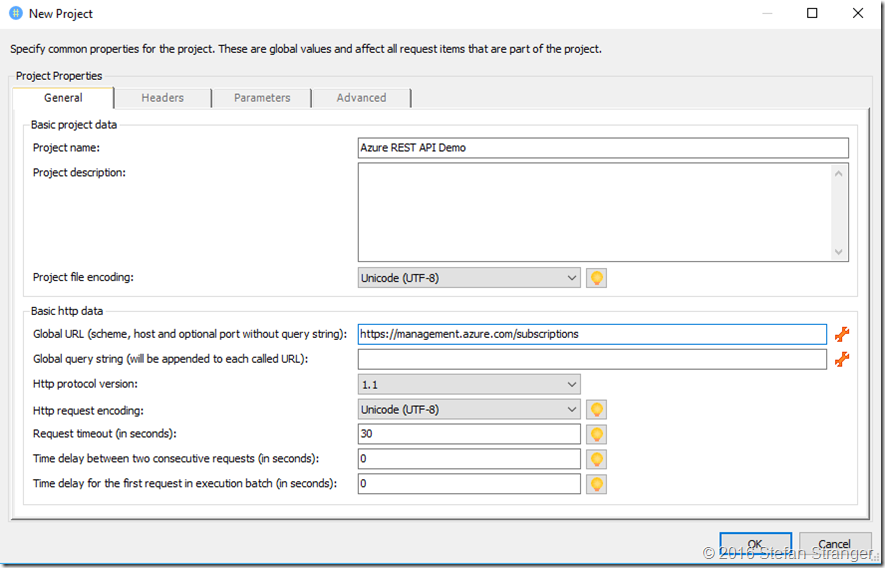 New Project
Specify common properties for the project. These are global values and affect all request items that are part of the project.
Project Properties
General Headers Parameters Advanced
Basic project data
Project name: Azure REST API Demo
Project description:
Project file encoding: Unicode (UTF-8)
Basic http data
Global URL (scheme, host and optional port without query string): https://management.azure.com/subscriptions
Global query string (will be appended to each called URL):
Http protocol version: 1.1
Http request encoding: Unicode (UTF-8)
Request timeout (in seconds): 30
Time delay between two consecutive requests (in seconds): 0
Time delay for the first request in execution batch (in seconds): 0
OK Cancel
© 2016 Stefan Stranger